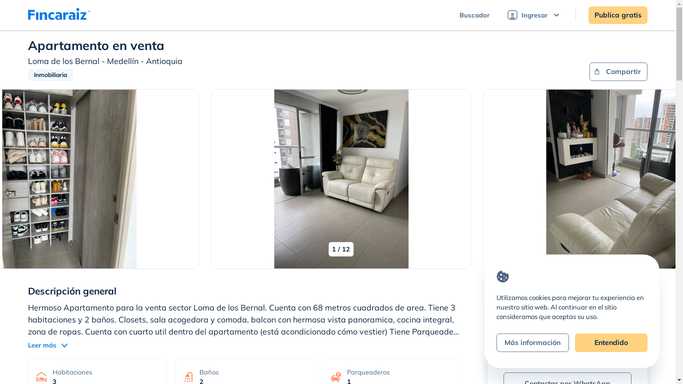 Fincaraiz
Buscador
Ingresar
Publica gratis
Apartamento en venta
Loma de los Bernal - Medellín - Antioquia
Inmobiliaria
Compartir
1 / 12
Descripción general
Hermoso Apartamento para la venta sector Loma de los Bernal. Cuenta con 68 metros cuadrados de area. Tiene 3
habitaciones y 2 baños. Closets, sala acogedora y comoda, balcon con hermosa vista panoramica, cocina integral,
zona de ropas. Cuenta con cuarto util dentro del apartamento (está acondicionado cómo vestier) Tiene Parqueade...
Leer más
Habitaciones
3
Baños
2
Parqueaderos
1
Utilizamos cookies para mejorar tu experiencia en
nuestro sitio web. Al continuar en el sitio
consideramos que aceptas su uso.
Más información
Entendido
Contactar por WhatsApp